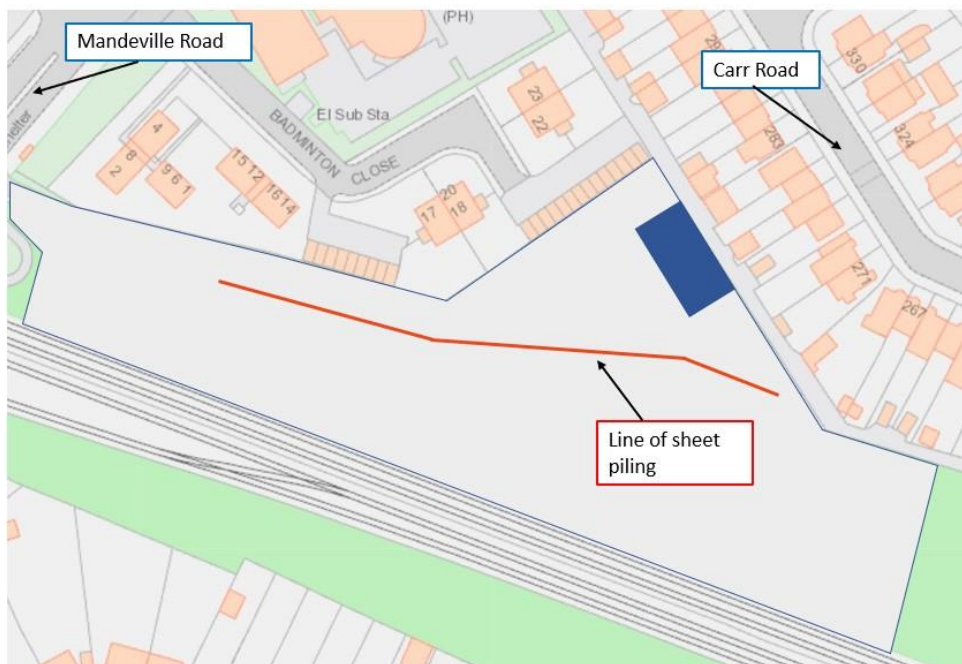 (PH)
Mandeville Road
Carr Road
330
324
283
271
267
El Sub Sta
BADMINTON
CLOSE
23
22
20
17
18
4
8
2
9 6 1
15 12
16 14
Line of sheet
piling